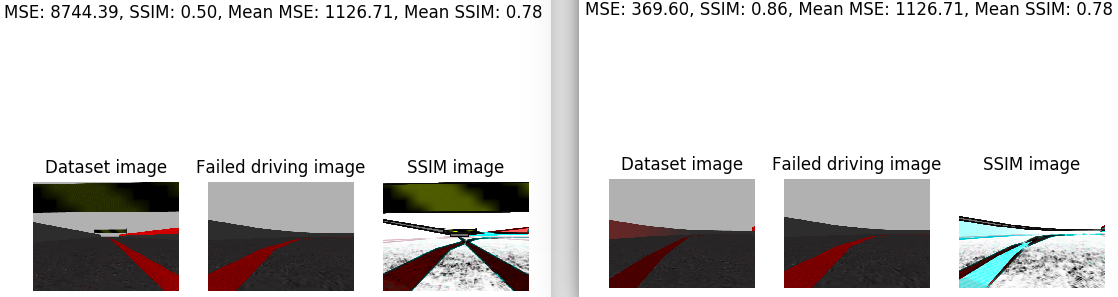 MSE: 8744.39, SSIM: 0.50, Mean MSE: 1126.71, Mean SSIM: 0.78
Dataset image Failed driving image SSIM image
MSE: 369.60, SSIM: 0.86, Mean MSE: 1126.71, Mean SSIM: 0.78
Dataset image Failed driving image SSIM image